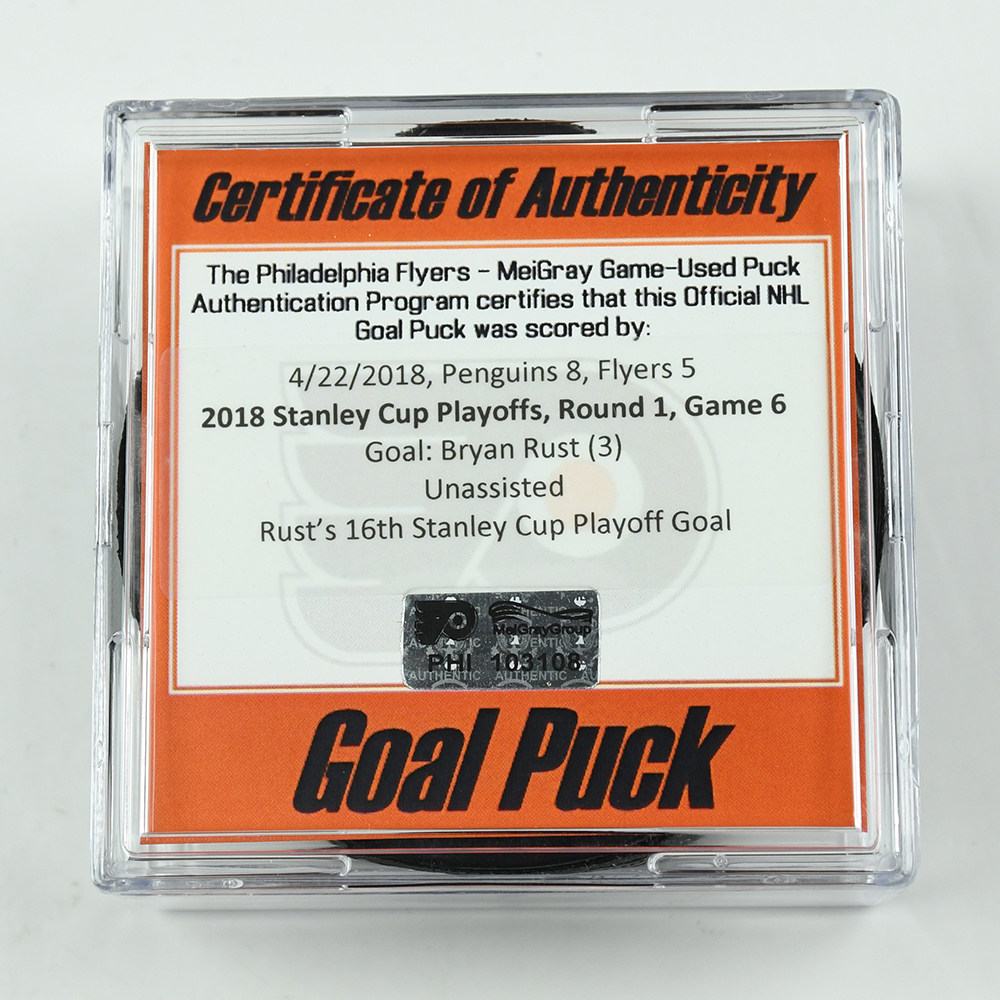 Certificate of Authenticity
The Philadelphia Flyers - MeiGray Game-Used Puck
Authentication Program certifies that this Official NHL
Goal Puck was scored by:
4/22/2018, Penguins 8, Flyers 5
2018 Stanley Cup Playoffs, Round 1, Game 6
Goal: Bryan Rust (3)
Unassisted
Rust's 16th Stanley Cup Playoff Goal
MeiGrayGroup
PHI 103108
AUTHENTIC AUTHENTIC
Goal Puck